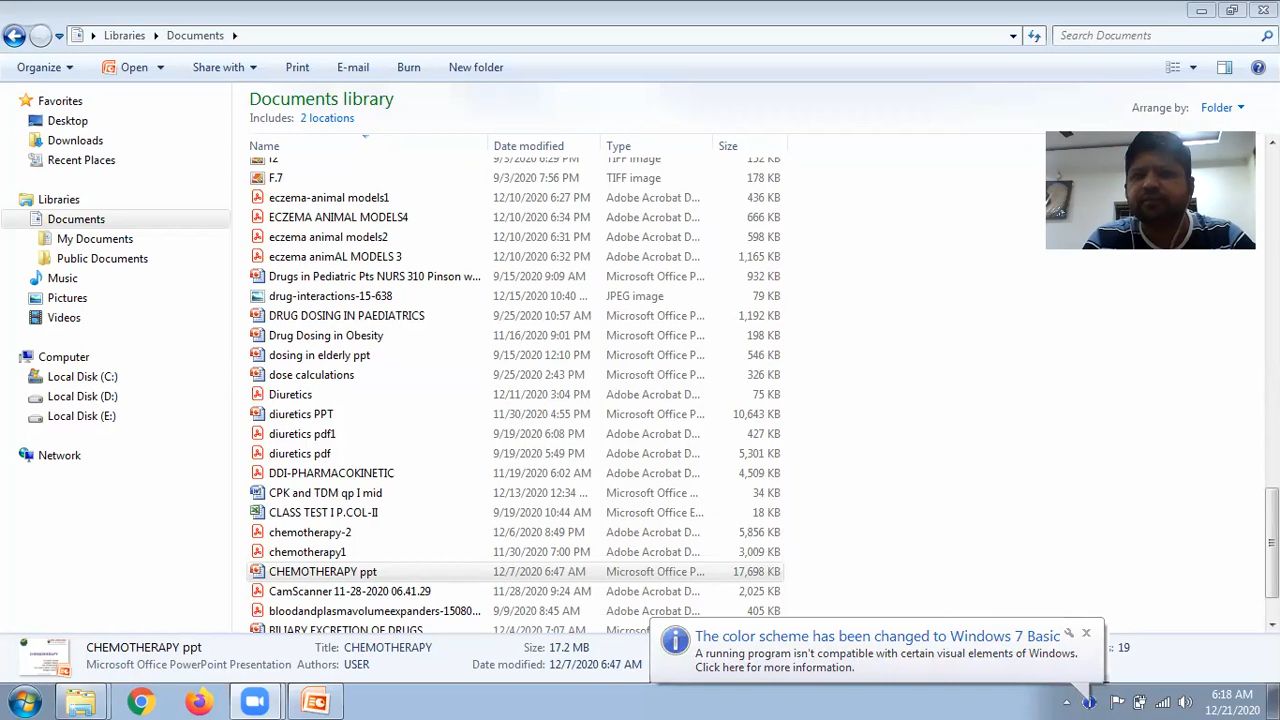 Libraries Documents
Search Documents
Organize Open Share with Print E-mail Burn New folder
Favorites
Desktop
Downloads
Recent Places
Libraries
Documents
My Documents
Public Documents
Music
Pictures
Videos
Computer
Local Disk (C:)
Local Disk (D:)
Local Disk (E:)
Network
Documents library
Includes: 2 locations
Arrange by: Folder
Name Date modified Type Size
9/3/2020 6:29 PM TIFF image 152 KB
F.7 9/3/2020 7:56 PM TIFF image 178 KB
eczema-animal models1 12/10/2020 6:27 PM Adobe Acrobat D... 436 KB
ECZEMA ANIMAL MODELS4 12/10/2020 6:34 PM Adobe Acrobat D... 666 KB
eczema animal models2 12/10/2020 6:31 PM Adobe Acrobat D... 598 KB
eczema animAL MODELS 3 12/10/2020 6:32 PM Adobe Acrobat D... 1,165 KB
Drugs in Pediatric Pts NURS 310 Pinson w... 9/15/2020 9:09 AM Microsoft Office P... 932 KB
drug-interactions-15-638 12/15/2020 10:40 ... JPEG image 79 KB
DRUG DOSING IN PAEDIATRICS 9/25/2020 10:57 AM Microsoft Office P... 1,192 KB
Drug Dosing in Obesity 11/16/2020 9:01 PM Microsoft Office P... 198 KB
dosing in elderly ppt 9/15/2020 12:10 PM Microsoft Office P... 546 KB
dose calculations 9/25/2020 2:43 PM Microsoft Office P... 326 KB
Diuretics 12/11/2020 3:04 PM Adobe Acrobat D... 75 KB
diuretics PPT 11/30/2020 4:55 PM Microsoft Office P... 10,643 KB
diuretics pdf1 9/19/2020 6:08 PM Adobe Acrobat D... 427 KB
diuretics pdf 9/19/2020 5:49 PM Adobe Acrobat D... 5,301 KB
DDI-PHARMACOKINETIC 11/19/2020 6:02 AM Adobe Acrobat D... 4,509 KB
CPK and TDM qp I mid 12/13/2020 12:34 ... Microsoft Office ... 34 KB
CLASS TEST I P.COL-II 9/19/2020 10:44 AM Microsoft Office E... 18 KB
chemotherapy-2 12/6/2020 8:49 PM Adobe Acrobat D... 5,856 KB
chemotherapy1 11/30/2020 7:00 PM Adobe Acrobat D... 3,009 KB
CHEMOTHERAPY ppt 12/7/2020 6:47 AM Microsoft Office P... 17,698 KB
CamScanner 11-28-2020 06.41.29 11/28/2020 9:24 AM Adobe Acrobat D... 2,025 KB
bloodandplasmavolumeexpanders-15080... 9/9/2020 8:45 AM Adobe Acrobat D... 405 KB
BILIARY EXCRETION OF DRUGS 12/4/2020 7:07 AM
The color scheme has been changed to Windows 7 Basic
A running program isn't compatible with certain visual elements of Windows.
Click here for more information.
CHEMOTHERAPY ppt Title: CHEMOTHERAPY Size: 17.2 MB : 19
Microsoft Office PowerPoint Presentation Authors: USER Date modified: 12/7/2020 6:47 AM
6:18 AM
12/21/2020